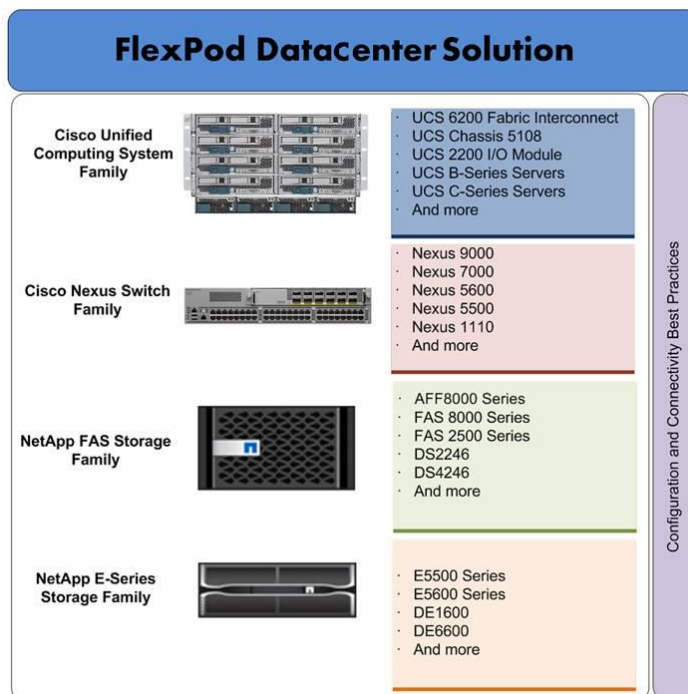 FlexPod Datacenter Solution
Cisco Unified
Computing System
Family
· UCS 6200 Fabric Interconnect
· UCS Chassis 5108
· UCS 2200 I/O Module
· UCS B-Series Servers
· UCS C-Series Servers
· And more
Cisco Nexus Switch
Family
· Nexus 9000
· Nexus 7000
· Nexus 5600
· Nexus 5500
· Nexus 1110
· And more
NetApp FAS Storage
Family
· AFF8000 Series
· FAS 8000 Series
· FAS 2500 Series
· DS2246
· DS4246
· And more
NetApp E-Series
Storage Family
· E5500 Series
· E5600 Series
· DE1600
· DE6600
· And more
Configuration and Connectivity Best Practices